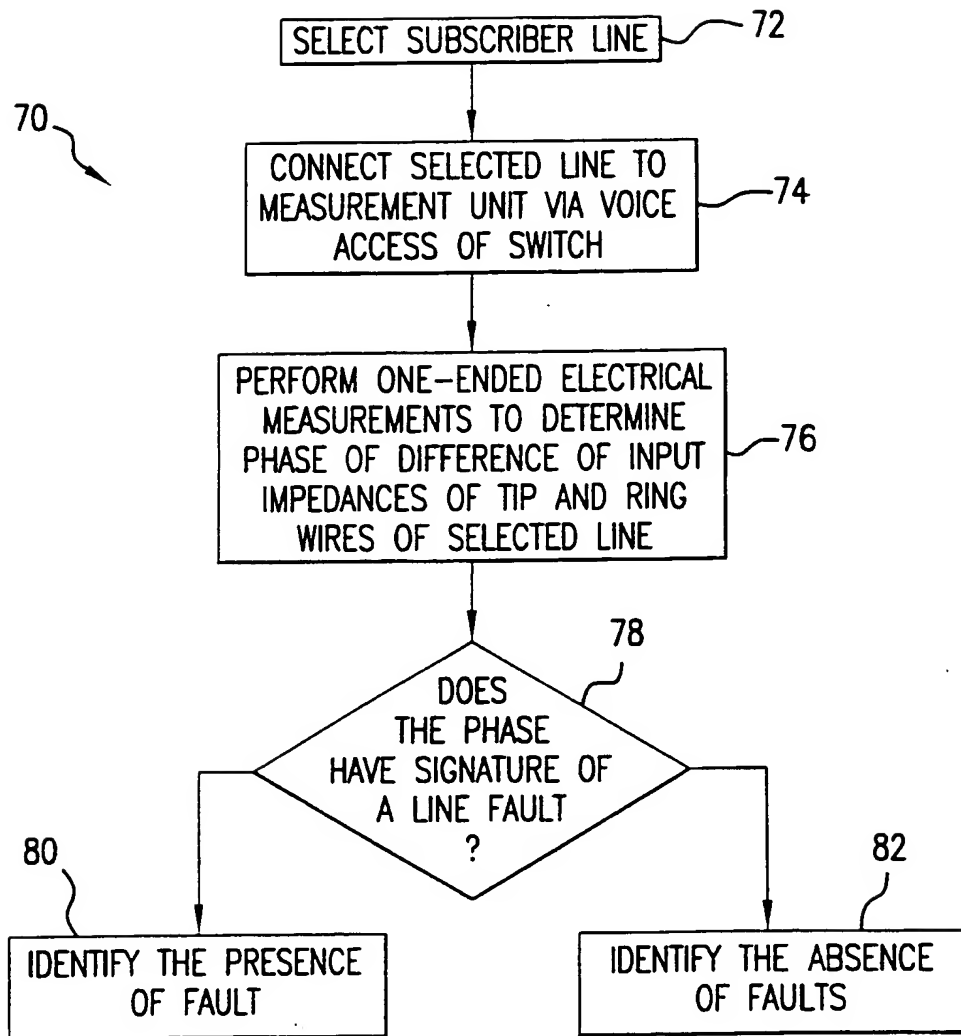 SELECT SUBSCRIBER LINE
72
70
CONNECT SELECTED LINE TO
MEASUREMENT UNIT VIA VOICE
ACCESS OF SWITCH
74
PERFORM ONE-ENDED ELECTRICAL
MEASUREMENTS TO DETERMINE
PHASE OF DIFFERENCE OF INPUT
IMPEDANCES OF TIP AND RING
WIRES OF SELECTED LINE
76
78
DOES
THE PHASE
HAVE SIGNATURE OF
A LINE FAULT
?
80
IDENTIFY THE PRESENCE
OF FAULT
82
IDENTIFY THE ABSENCE
OF FAULTS